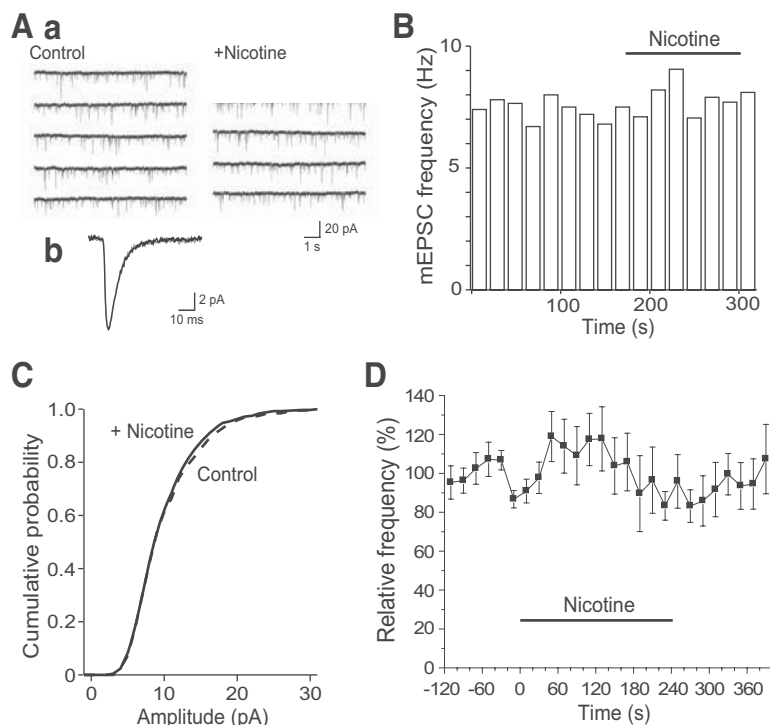 A a
Control
+Nicotine
20 pA
1 s
b
2 pA
10 ms
B
Nicotine
mEPSC frequency (Hz)
10
5
0
100
200
300
Time (s)
C
Cumulative probability
1.0
0.8
0.6
0.4
0.2
0
+ Nicotine
Control
0
10
20
30
Amplitude (pA)
D
Relative frequency (%)
140
120
100
80
60
40
20
0
Nicotine
-120
-60
0
60
120
180
240
300
360
Time (s)